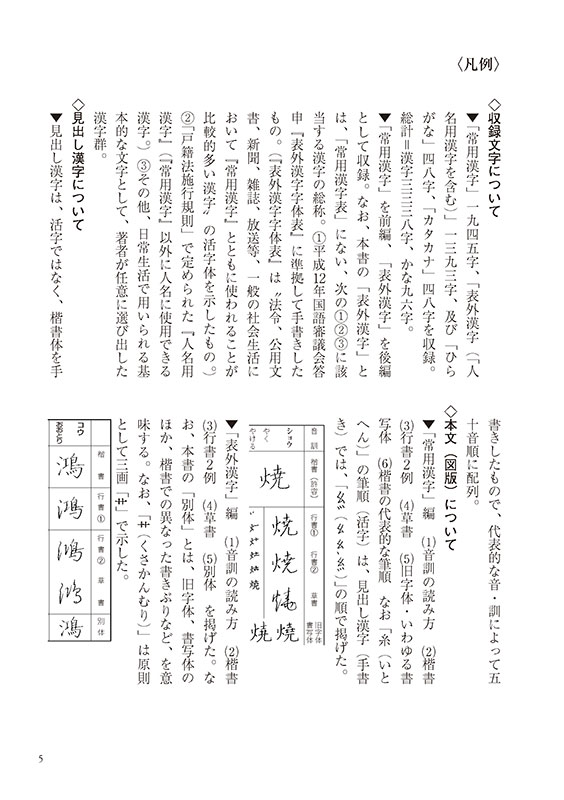 〈凡例〉
◇収録文字について
▼「常用漢字」一九四五字、「表外漢字（「人
名用漢字を含む）」一三九三字、及び「ひら
がな」四八字、「カタカナ」四八字を収録。
総計＝漢字三三三八字、かな九六字。
▼「常用漢字」を前編、「表外漢字」を後編
として収録。なお、本書の「表外漢字」と
は、「常用漢字表」にない、次の①②③に該
当する漢字の総称。①平成12年国語審議会答
申『表外漢字字体表』に準拠して手書きした
もの。（『表外漢字字体表』は〝法令、公用文
書、新聞、雑誌、放送等、一般の社会生活に
おいて『常用漢字』とともに使われることが
比較的多い漢字〟の活字体を示したもの。）
②「戸籍法施行規則」で定められた『人名用
漢字』（『常用漢字』以外に人名に使用できる
漢字。）③その他、日常生活で用いられる基
本的な文字として、著者が任意に選び出した
漢字群。
◇見出し漢字について
▼見出し漢字は、活字ではなく、楷書体を手
書きしたもので、代表的な音・訓によって五
十音順に配列。
◇本文（図版）について
▼「常用漢字」編　(1)音訓の読み方　(2)楷書
(3)行書2例　(4)草書　(5)旧字体・いわゆる書
写体　(6)楷書の代表的な筆順　なお「糸（いと
へん）」の筆順（活字）は、見出し漢字（手書
き）では、「糹（」の順で掲げた。
音訓　楷書（許容）　行書①　行書②　草書　旧字体 書写体
ショウ
やく
やける
焼　焼　焼　焼　焼　燒
▼「表外漢字」編　(1)音訓の読み方　(2)楷書
(3)行書2例　(4)草書　(5)別体　を掲げた。な
お、本書の「別体」とは、旧字体、書写体の
ほか、楷書での異なった書きぶりなど、を意
味する。なお、「艹（くさかんむり）」は原則
として三画「艹」で示した。
音訓　楷書　行書①　行書②　草書　別体
コウ
おおとり
鴻　鴻　鴻　鴻　鴻
5